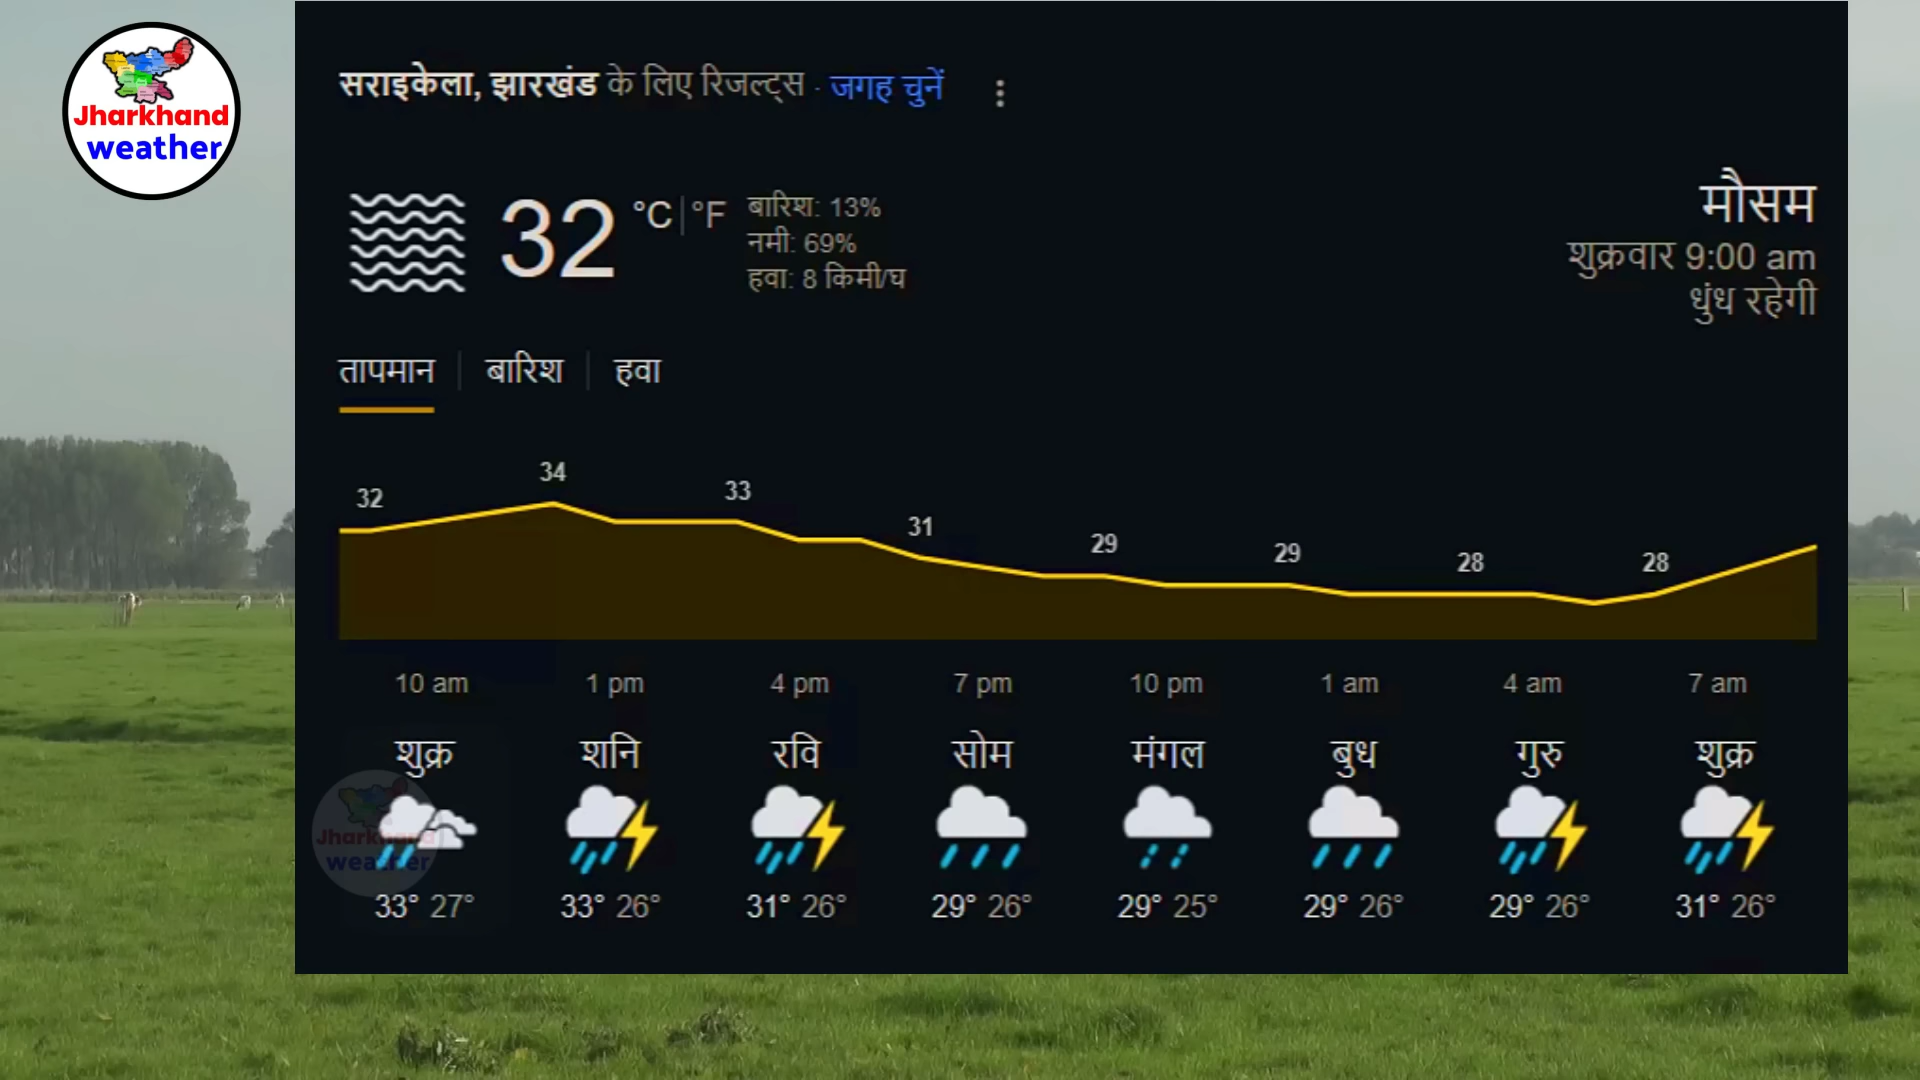 Jharkhand
weather
सराइकेला, झारखंड के लिए रिजल्ट्स · जगह चुनें
32 °C | °F
बारिश: 13%
नमी: 69%
हवा: 8 किमी/घ
मौसम
शुक्रवार 9:00 am
धुंध रहेगी
तापमान बारिश हवा
32 34 33 31 29 29 28 28
10 am 1 pm 4 pm 7 pm 10 pm 1 am 4 am 7 am
शुक्र शनि रवि सोम मंगल बुध गुरु शुक्र
Jharkhand
weather
33° 27° 33° 26° 31° 26° 29° 26° 29° 25° 29° 26° 29° 26° 31° 26°